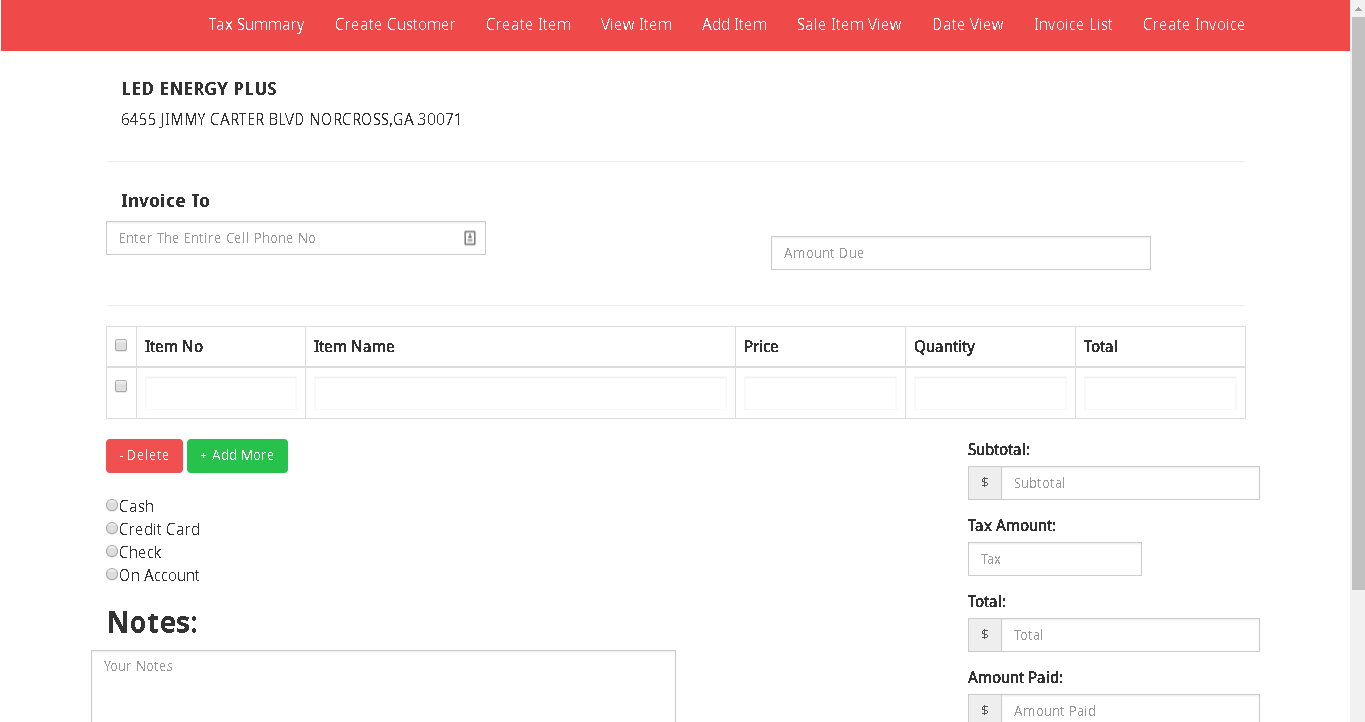 Tax Summary Create Customer Create Item View Item Add Item Sale Item View Date View Invoice List Create Invoice
LED ENERGY PLUS
6455 JIMMY CARTER BLVD NORCROSS,GA 30071
Invoice To
Enter The Entire Cell Phone No
Amount Due
Item No Item Name Price Quantity Total
- Delete + Add More
Cash
Credit Card
Check
On Account
Notes:
Your Notes
Subtotal:
$ Subtotal
Tax Amount:
Tax
Total:
$ Total
Amount Paid:
$ Amount Paid